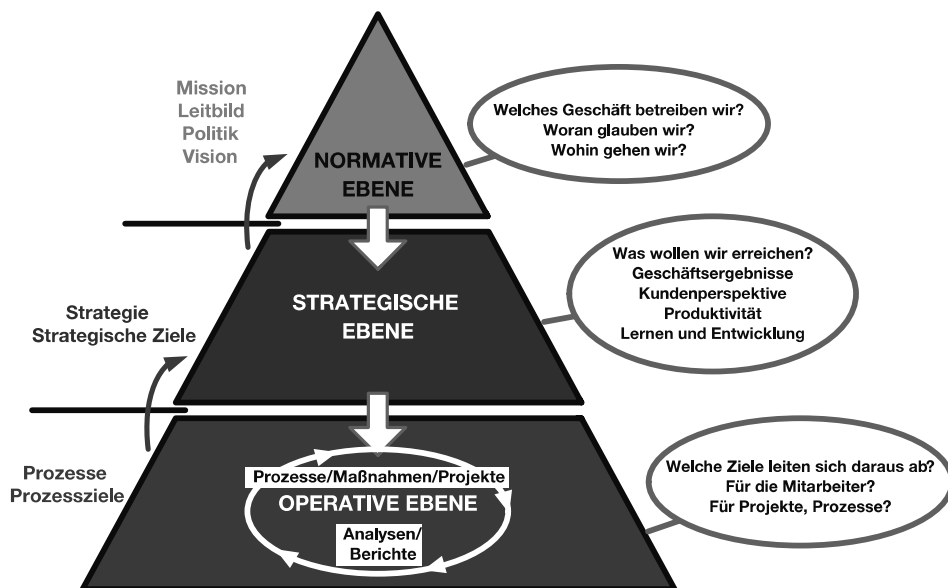 Mission
Leitbild
Politik
Vision
NORMATIVE
EBENE
Welches Geschäft betreiben wir?
Woran glauben wir?
Wohin gehen wir?
Strategie
Strategische Ziele
STRATEGISCHE
EBENE
Was wollen wir erreichen?
Geschäftsergebnisse
Kundenperspektive
Produktivität
Lernen und Entwicklung
Prozesse
Prozessziele
Prozesse/Maßnahmen/Projekte
OPERATIVE EBENE
Analysen/
Berichte
Welche Ziele leiten sich daraus ab?
Für die Mitarbeiter?
Für Projekte, Prozesse?